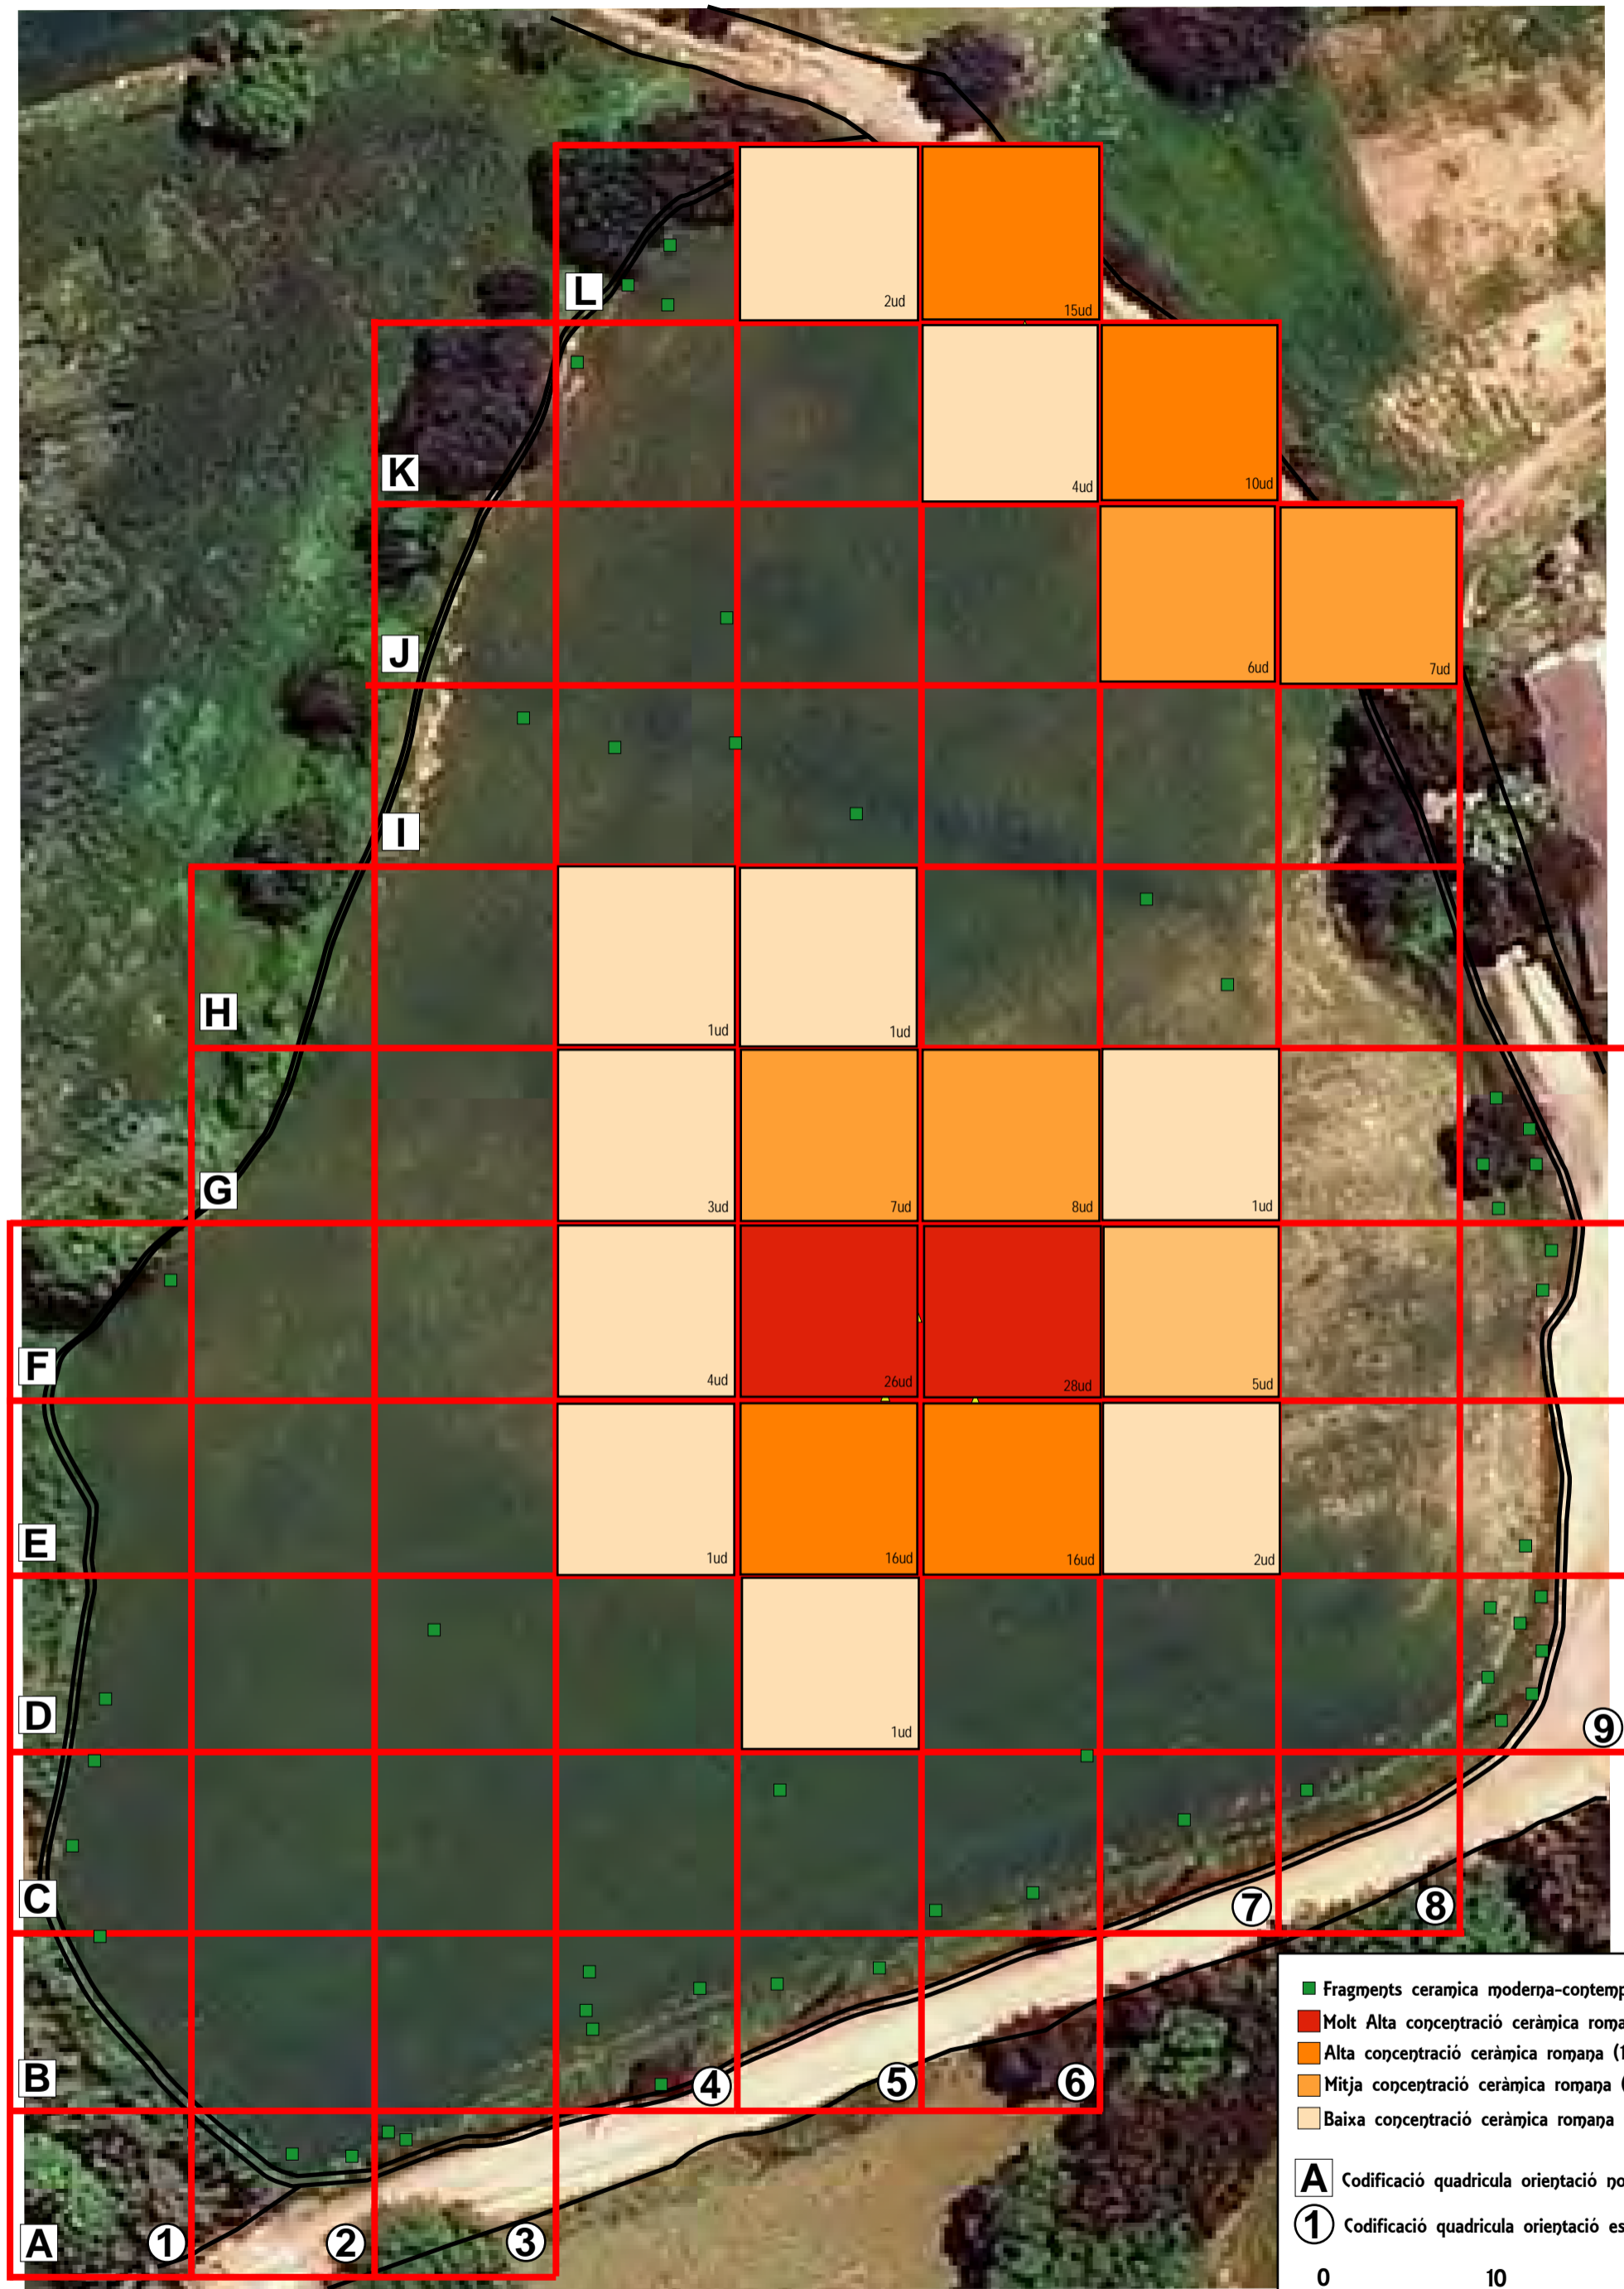 L
2ud
15ud
K
4ud
10ud
J
6ud
7ud
I
H
1ud
1ud
G
3ud
7ud
8ud
1ud
F
4ud
26ud
28ud
5ud
E
1ud
16ud
16ud
2ud
D
1ud
9
C
7
8
B
4
5
6
A
1
2
3
Fragments ceramica moderna-contemp
Molt Alta concentració ceràmica roma
Alta concentració ceràmica romana (1
Mitja concentració ceràmica romana (
Baixa concentració ceràmica romana
A Codificació quadricula orientació no
1 Codificació quadricula orientació es
0 10